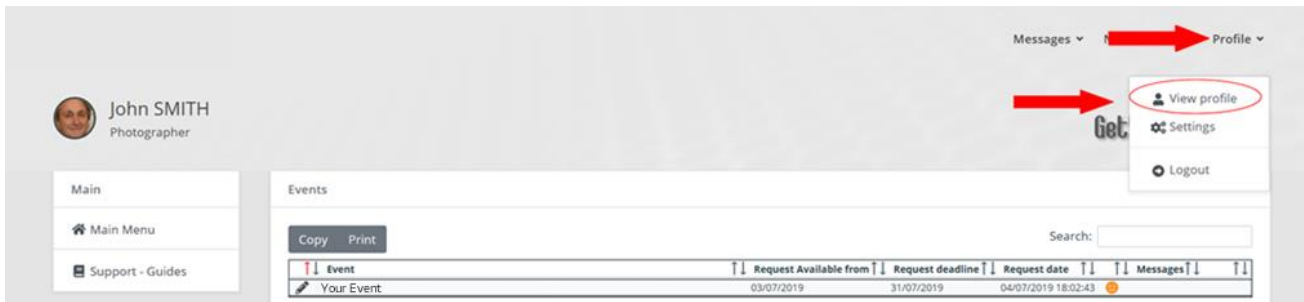 Messages Profile
View profile
John SMITH
Photographer
Settings
Logout
Main
Events
Main Menu
Copy Print
Search:
Support - Guides
Event Request Available from Request deadline Request date Messages
Your Event 03/07/2019 31/07/2019 04/07/2019 18:02:43